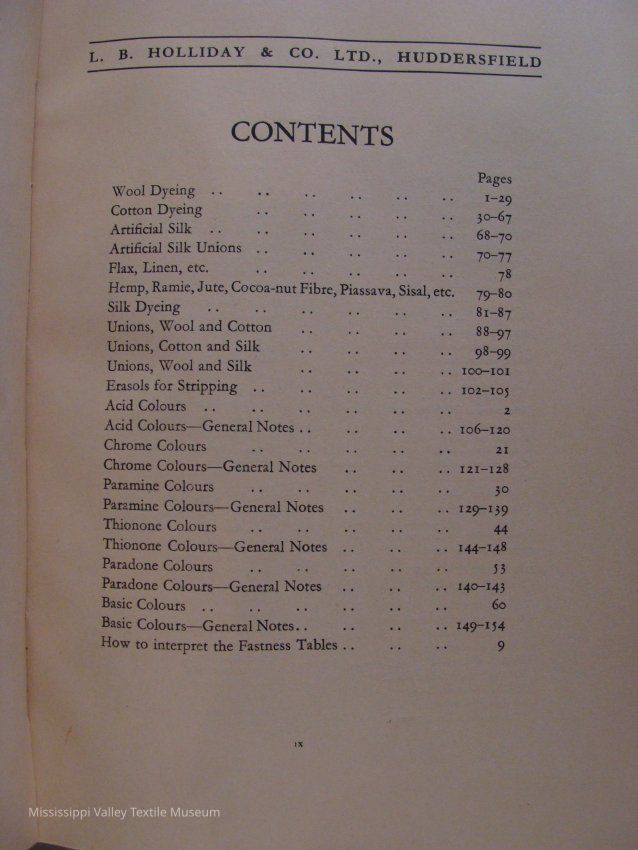 L. B. HOLLIDAY & CO. LTD., HUDDERSFIELD
CONTENTS
Pages
Wool Dyeing .. .. .. .. .. .. 1–29
Cotton Dyeing .. .. .. .. .. 30–67
Artificial Silk .. .. .. .. .. .. 68–70
Artificial Silk Unions .. .. .. .. .. 70–77
Flax, Linen, etc. .. .. .. .. .. 78
Hemp, Ramie, Jute, Cocoa-nut Fibre, Piassava, Sisal, etc. 79–80
Silk Dyeing .. .. .. .. .. .. 81–87
Unions, Wool and Cotton .. .. .. .. 88–97
Unions, Cotton and Silk .. .. .. .. 98–99
Unions, Wool and Silk .. .. .. .. 100–101
Erasols for Stripping .. .. .. .. .. 102–105
Acid Colours .. .. .. .. .. .. 2
Acid Colours—General Notes .. .. .. .. 106–120
Chrome Colours .. .. .. .. .. 21
Chrome Colours—General Notes .. .. .. 121–128
Paramine Colours .. .. .. .. .. 30
Paramine Colours—General Notes .. .. .. 129–139
Thionone Colours .. .. .. .. .. 44
Thionone Colours—General Notes .. .. .. 144–148
Paradone Colours .. .. .. .. .. 53
Paradone Colours—General Notes .. .. .. 140–143
Basic Colours .. .. .. .. .. .. 60
Basic Colours—General Notes .. .. .. .. 149–154
How to interpret the Fastness Tables .. .. .. 9
ix
Mississippi Valley Textile Museum